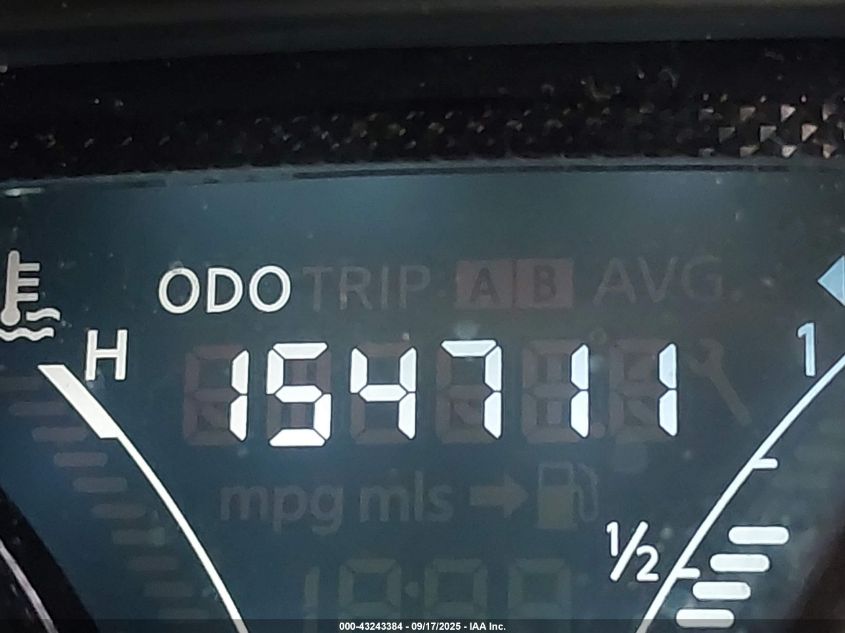 ODO TRIP A B AVG
H 154711 1
mpg mls
1/2
000-43243384 - 09/17/2025 - IAA Inc.